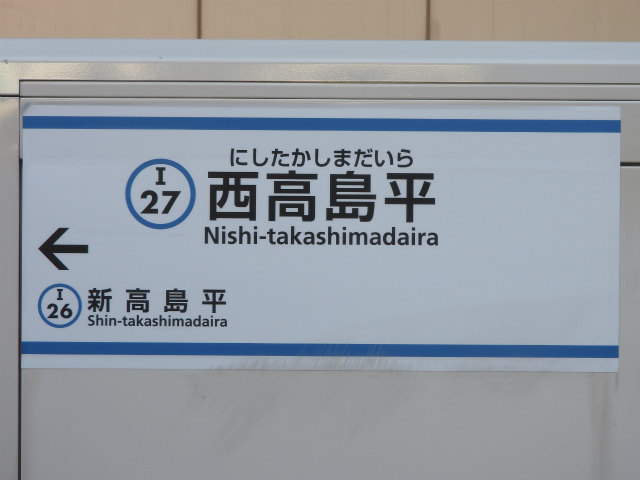 にしたかしまだいら
I
27
西高島平
Nishi-takashimadaira
←
I
26
新高島平
Shin-takashimadaira